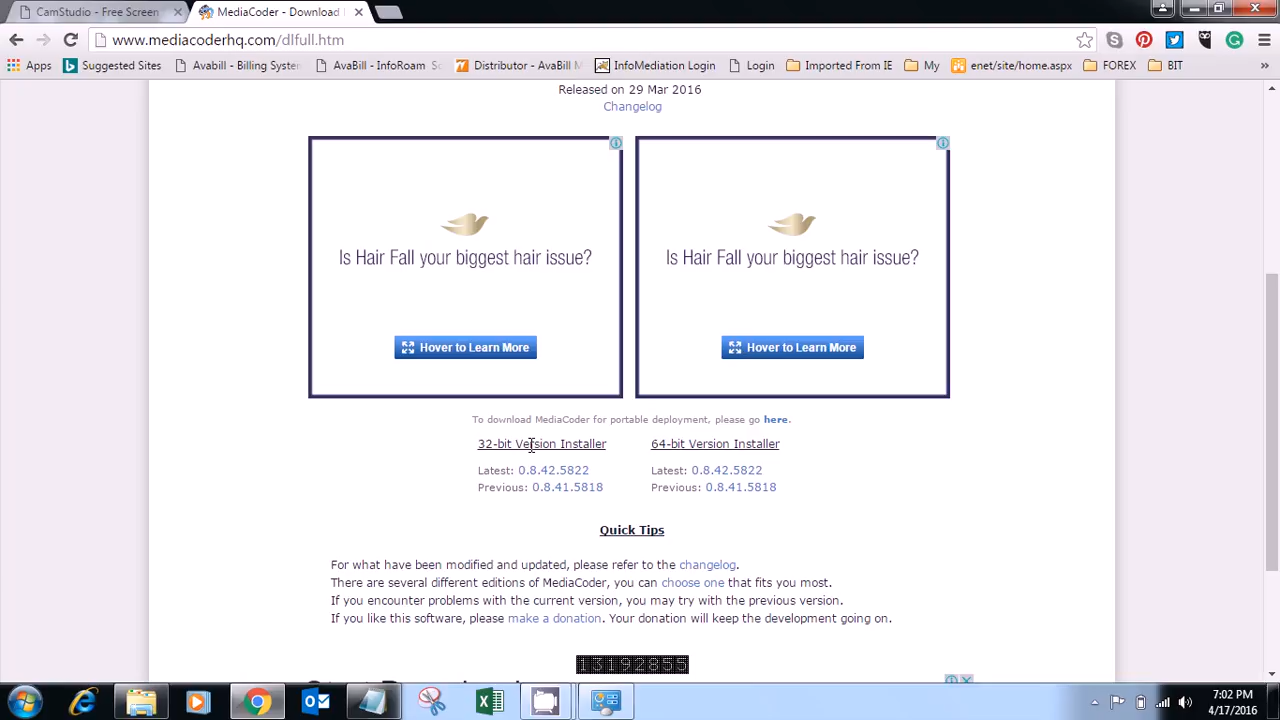 CamStudio - Free Screen
MediaCoder - Download
www.mediacoderhq.com/dlfull.htm
Apps Suggested Sites Avabill - Billing System AvaBill - InfoRoam Distributor - AvaBill InfoMediation Login Login Imported From IE My enet/site/home.aspx FOREX BIT »
Released on 29 Mar 2016
Changelog
Is Hair Fall your biggest hair issue?
Hover to Learn More
Is Hair Fall your biggest hair issue?
Hover to Learn More
To download MediaCoder for portable deployment, please go here.
32-bit Version Installer 64-bit Version Installer
Latest: 0.8.42.5822 Latest: 0.8.42.5822
Previous: 0.8.41.5818 Previous: 0.8.41.5818
Quick Tips
For what have been modified and updated, please refer to the changelog.
There are several different editions of MediaCoder, you can choose one that fits you most.
If you encounter problems with the current version, you may try with the previous version.
If you like this software, please make a donation. Your donation will keep the development going on.
13192855
7:02 PM
4/17/2016